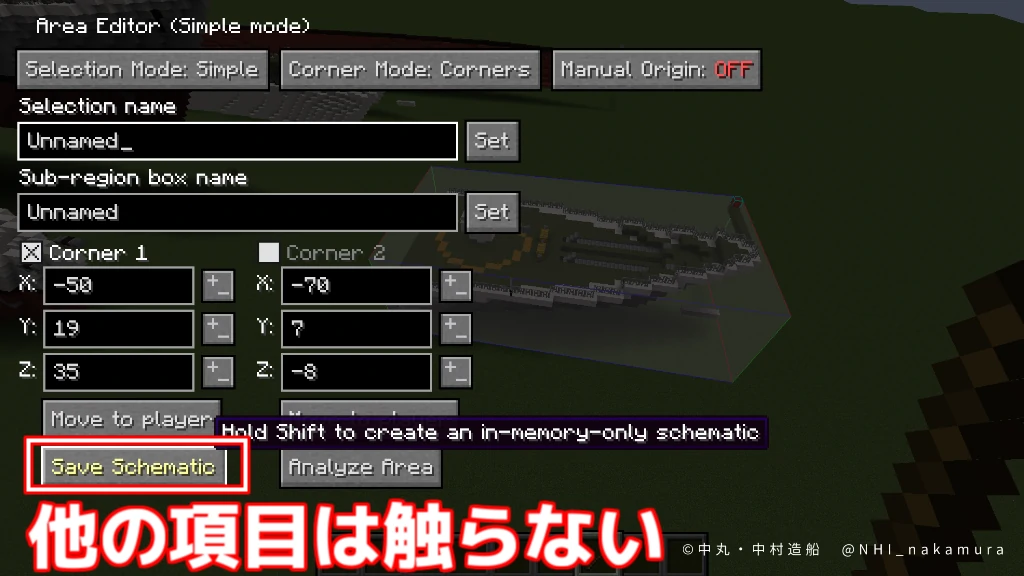 Area Editor (Simple mode)
Selection Mode: Simple Corner Mode: Corners Manual Origin: OFF
Selection name
Unnamed_ Set
Sub-region box name
Unnamed Set
Corner 1 Corner 2
X: -50 +- X: -70 +-
Y: 19 +- Y: 7 +-
Z: 35 +- Z: -8 +-
Move to player
Hold Shift to create an in-memory-only schematic
Save Schematic Analyze Area
他の項目は触らない
©中丸・中村造船 @NHI_nakamura